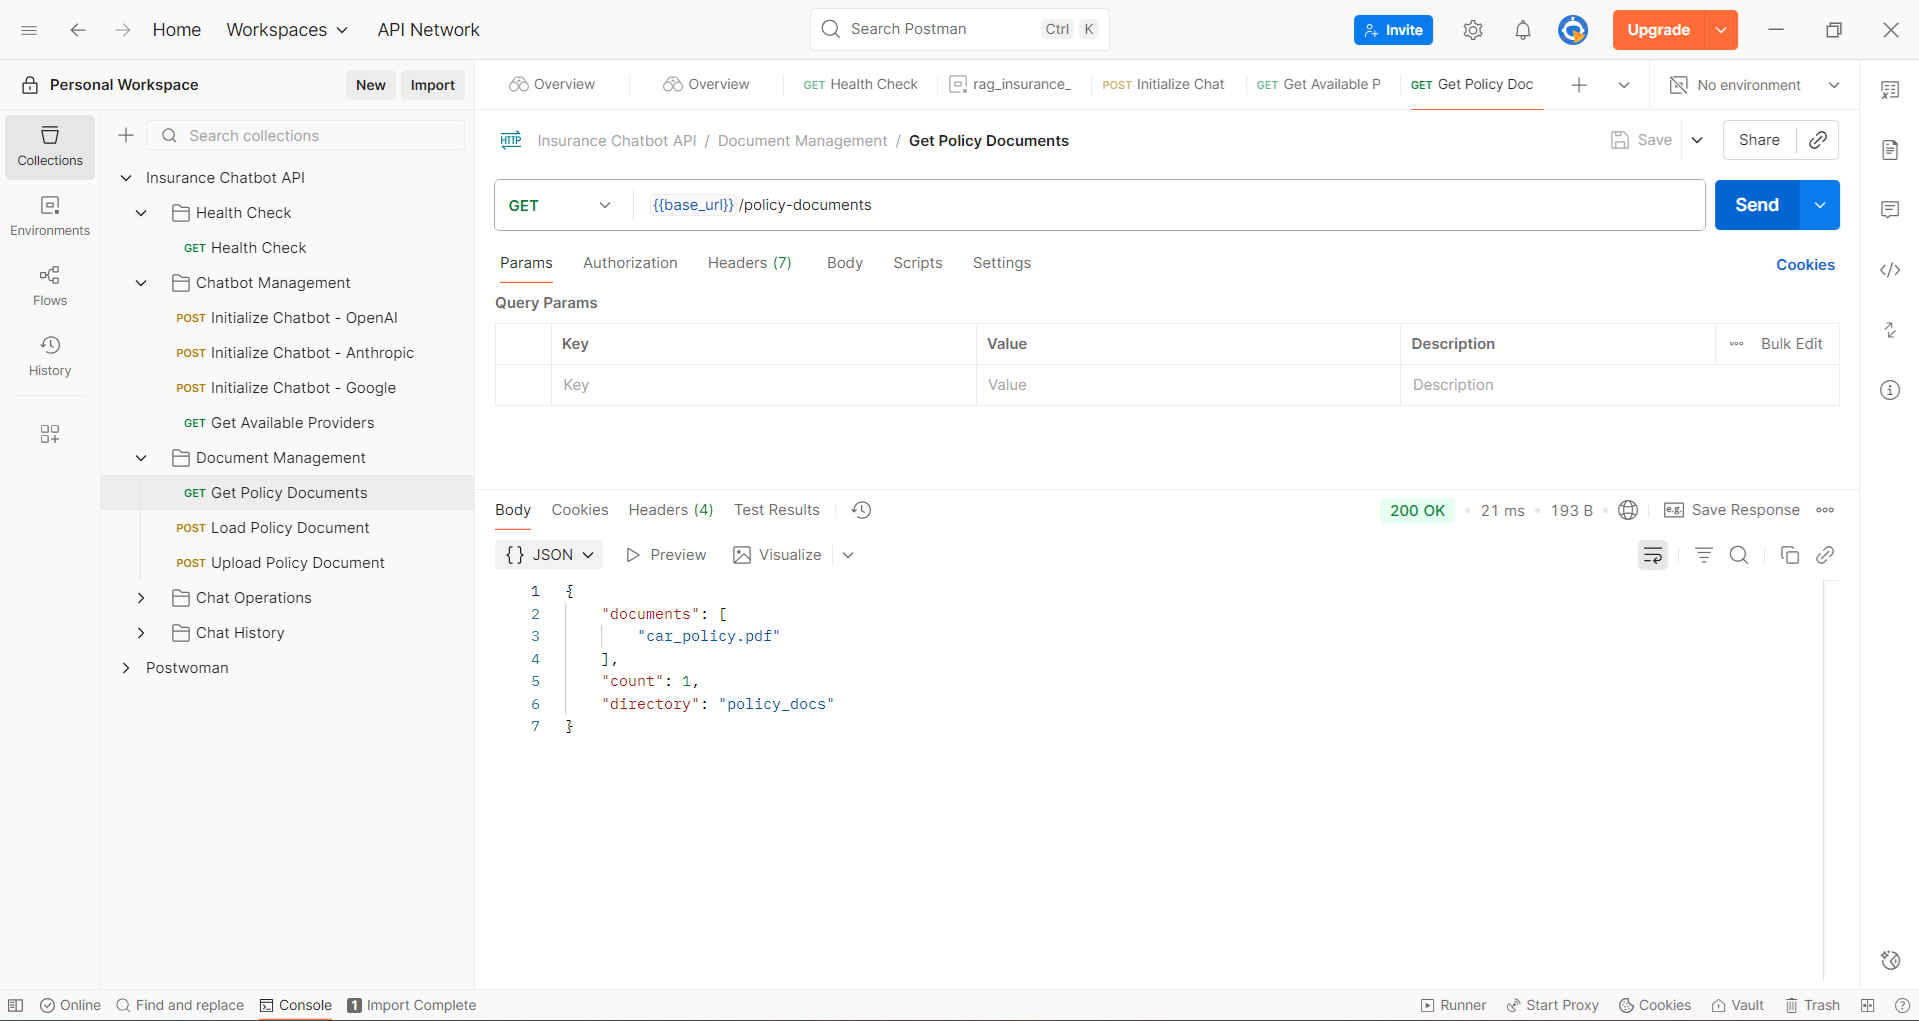 Home Workspaces API Network Search Postman Ctrl K Invite Upgrade
Personal Workspace New Import
Overview Overview GET Health Check rag_insurance_ POST Initialize Chat GET Get Available P GET Get Policy Doc No environment
Collections
Environments
Flows
History
Search collections
Insurance Chatbot API
Health Check
GET Health Check
Chatbot Management
POST Initialize Chatbot - OpenAI
POST Initialize Chatbot - Anthropic
POST Initialize Chatbot - Google
GET Get Available Providers
Document Management
GET Get Policy Documents
POST Load Policy Document
POST Upload Policy Document
Chat Operations
Chat History
Postwoman
HTTP Insurance Chatbot API / Document Management / Get Policy Documents Save Share
GET {{base_url}} /policy-documents Send
Params Authorization Headers (7) Body Scripts Settings Cookies
Query Params
Key Value Description Bulk Edit
Key Value Description
Body Cookies Headers (4) Test Results 200 OK 21 ms 193 B e.g. Save Response
{} JSON Preview Visualize
1 {
2 "documents": [
3 "car_policy.pdf"
4 ],
5 "count": 1,
6 "directory": "policy_docs"
7 }
Online Find and replace Console 1 Import Complete Runner Start Proxy Cookies Vault Trash